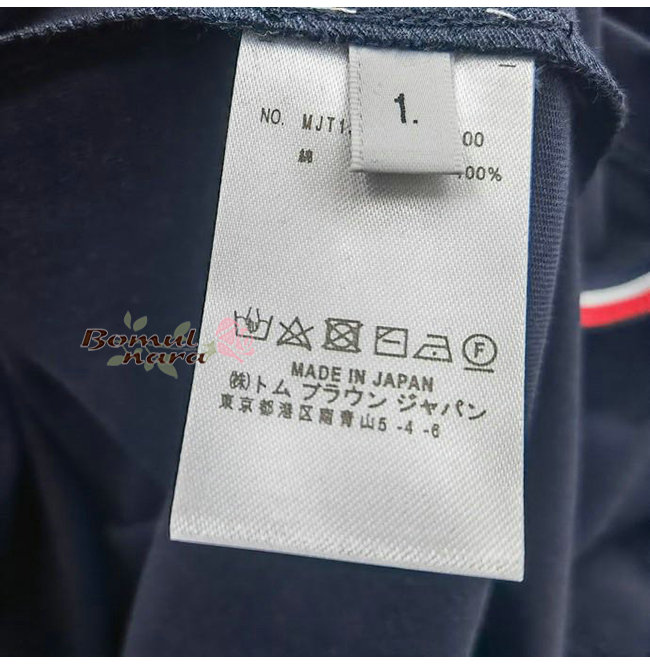 1.
NO. MJT1 00
綿 100%
Bomul
nara
F
MADE IN JAPAN
㈱トム ブラウン ジャパン
東京都港区南青山5-4-6